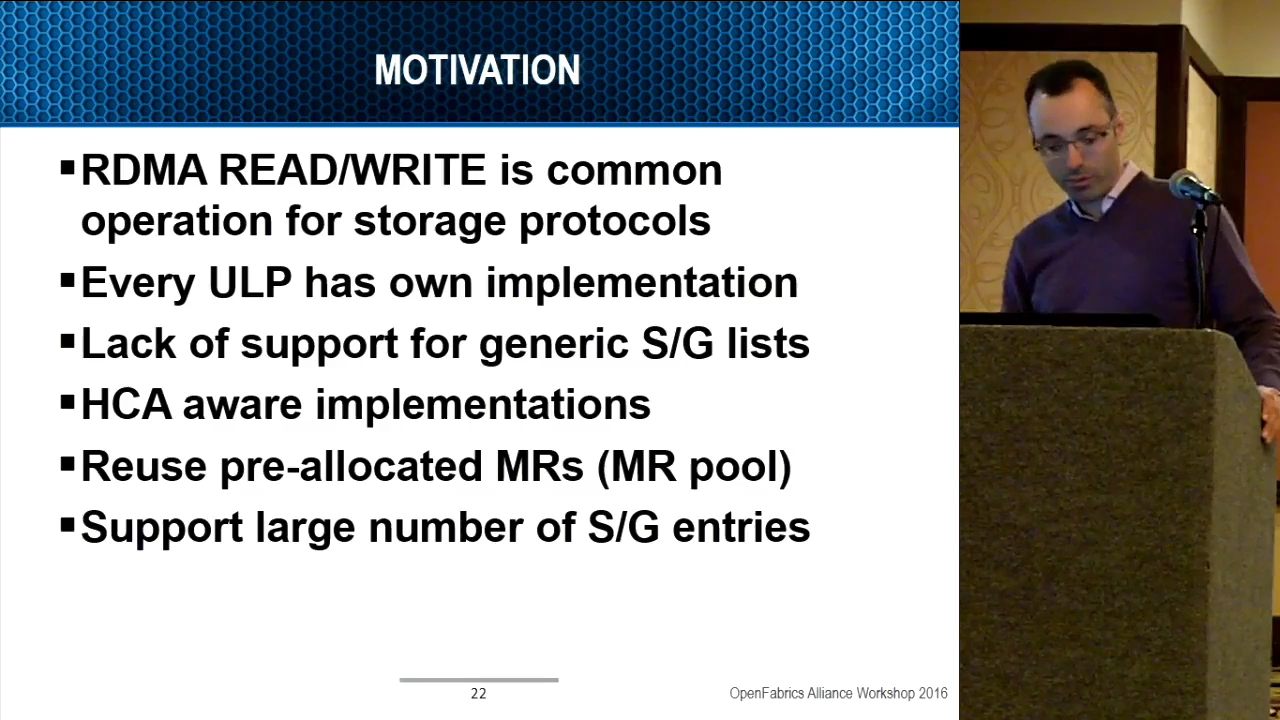 MOTIVATION
▪RDMA READ/WRITE is common
operation for storage protocols
▪Every ULP has own implementation
▪Lack of support for generic S/G lists
▪HCA aware implementations
▪Reuse pre-allocated MRs (MR pool)
▪Support large number of S/G entries
22
OpenFabrics Alliance Workshop 2016